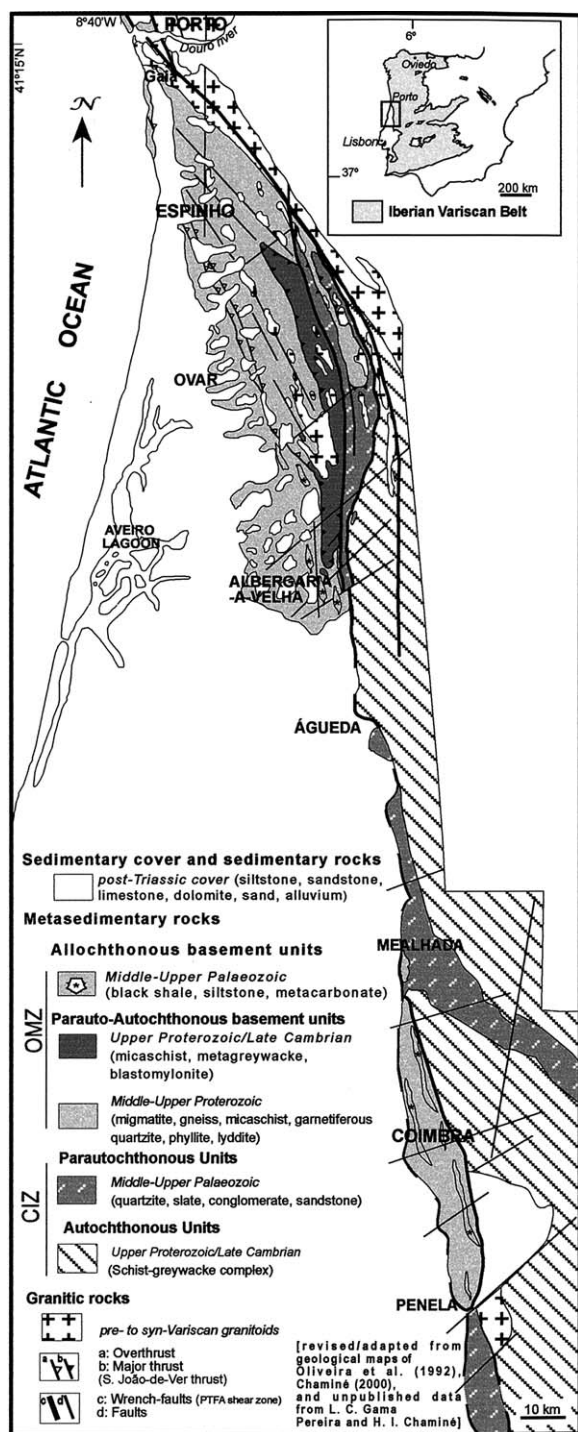 8º40'W
PORTO
Douro river
41º15'N
Gaia
N
6º
Oviedo
Porto
Lisbon
37º
200 km
Iberian Variscan Belt
ESPINHO
ATLANTIC OCEAN
OVAR
AVEIRO
LAGOON
ALBERGARIA
-A-VELHA
ÁGUEDA
MEALHADA
COIMBRA
PENELA
Sedimentary cover and sedimentary rocks
post-Triassic cover (siltstone, sandstone,
limestone, dolomite, sand, alluvium)
Metasedimentary rocks
OMZ
Allochthonous basement units
Middle-Upper Palaeozoic
(black shale, siltstone, metacarbonate)
Parauto-Autochthonous basement units
Upper Proterozoic/Late Cambrian
(micaschist, metagreywacke,
blastomylonite)
Middle-Upper Proterozoic
(migmatite, gneiss, micaschist, garnetiferous
quartzite, phyllite, lyddite)
CIZ
Parautochthonous Units
Middle-Upper Palaeozoic
(quartzite, slate, conglomerate, sandstone)
Autochthonous Units
Upper Proterozoic/Late Cambrian
(Schist-greywacke complex)
Granitic rocks
pre- to syn-Variscan granitoids
a b
a: Overthrust
b: Major thrust
(S. João-de-Ver thrust)
c d
c: Wrench-faults (PTFA shear zone)
d: Faults
[revised/adapted from
geological maps of
Oliveira et al. (1992),
Chaminé (2000),
and unpublished data
from L. C. Gama
Pereira and H. I. Chaminé]
10 km